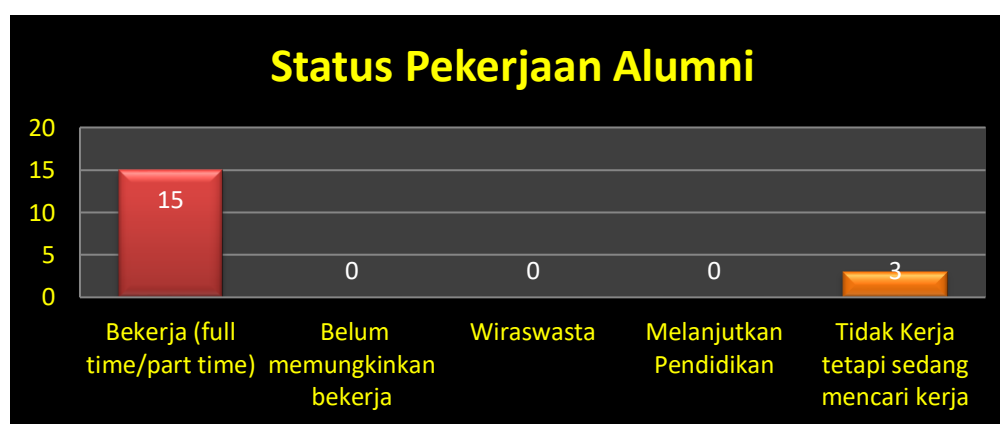 Status Pekerjaan Alumni
20
15
10
5
0
15
0
0
0
3
Bekerja (full
time/part time)
Belum
memungkinkan
bekerja
Wiraswasta
Melanjutkan
Pendidikan
Tidak Kerja
tetapi sedang
mencari kerja